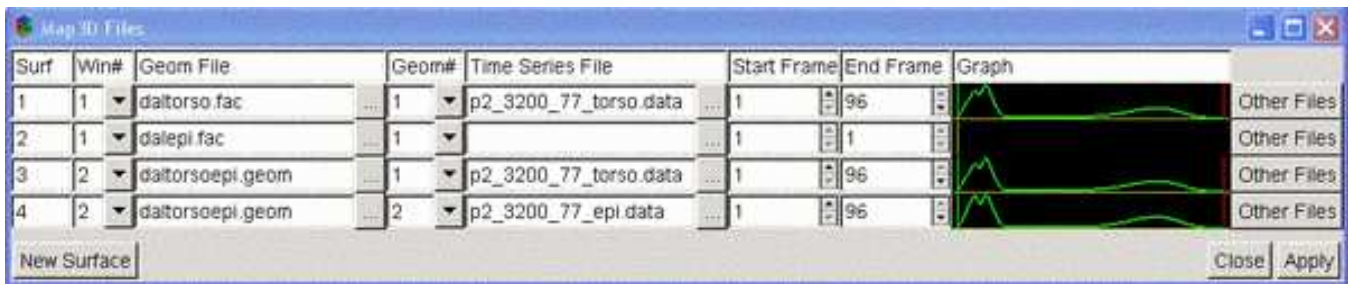 Map 3D Files
Surf Win# Geom File Geom# Time Series File Start Frame End Frame Graph
1 1 daltorso.fac ... 1 p2_3200_77_torso.data ... 1 96 Other Files
2 1 dalepi.fac ... 1 ... 1 1 Other Files
3 2 daltorsoepi.geom ... 1 p2_3200_77_torso.data ... 1 96 Other Files
4 2 daltorsoepi.geom ... 2 p2_3200_77_epi.data ... 1 96 Other Files
New Surface Close Apply